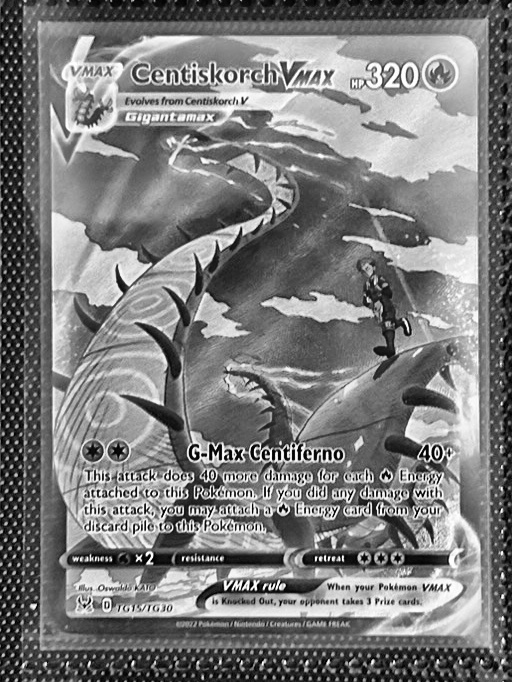 VMAX Centiskorch VMAX HP 320
Evolves from Centiskorch V
Gigantamax
G-Max Centiferno 40+
This attack does 40 more damage for each Energy
attached to this Pokémon. If you did any damage with
this attack, you may attach a Energy card from your
discard pile to this Pokémon.
weakness ×2 resistance retreat
Illus. Oswaldo KATO
VMAX rule When your Pokémon VMAX
is Knocked Out, your opponent takes 3 Prize cards.
D TG15/TG30
©2022 Pokémon / Nintendo / Creatures / GAME FREAK